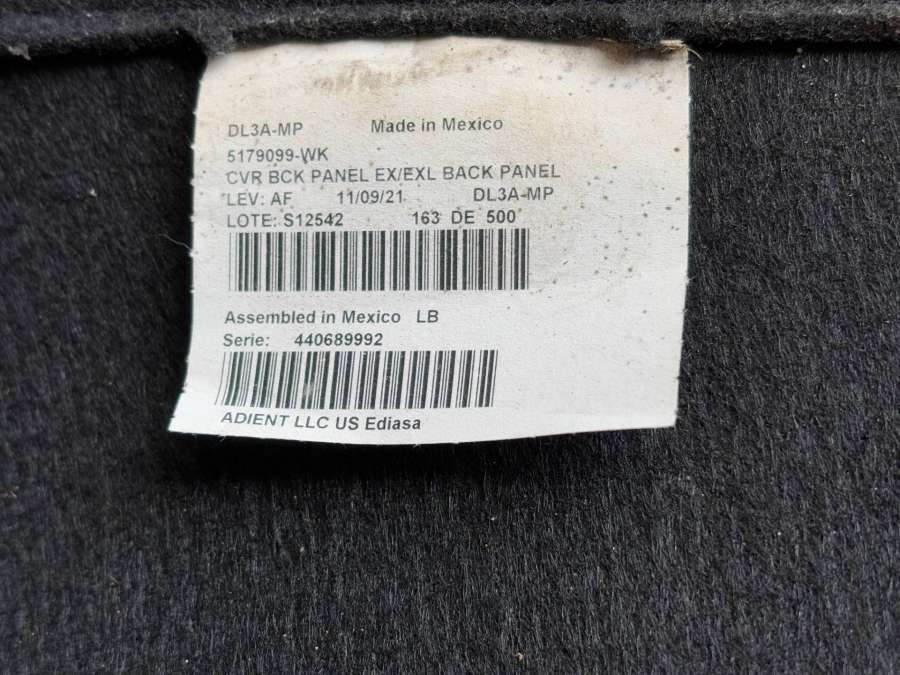 DL3A-MP Made in Mexico
5179099-WK
CVR BCK PANEL EX/EXL BACK PANEL
LEV: AF 11/09/21 DL3A-MP
LOTE: S12542 163 DE 500
Assembled in Mexico LB
Serie: 440689992
ADIENT LLC US Ediasa